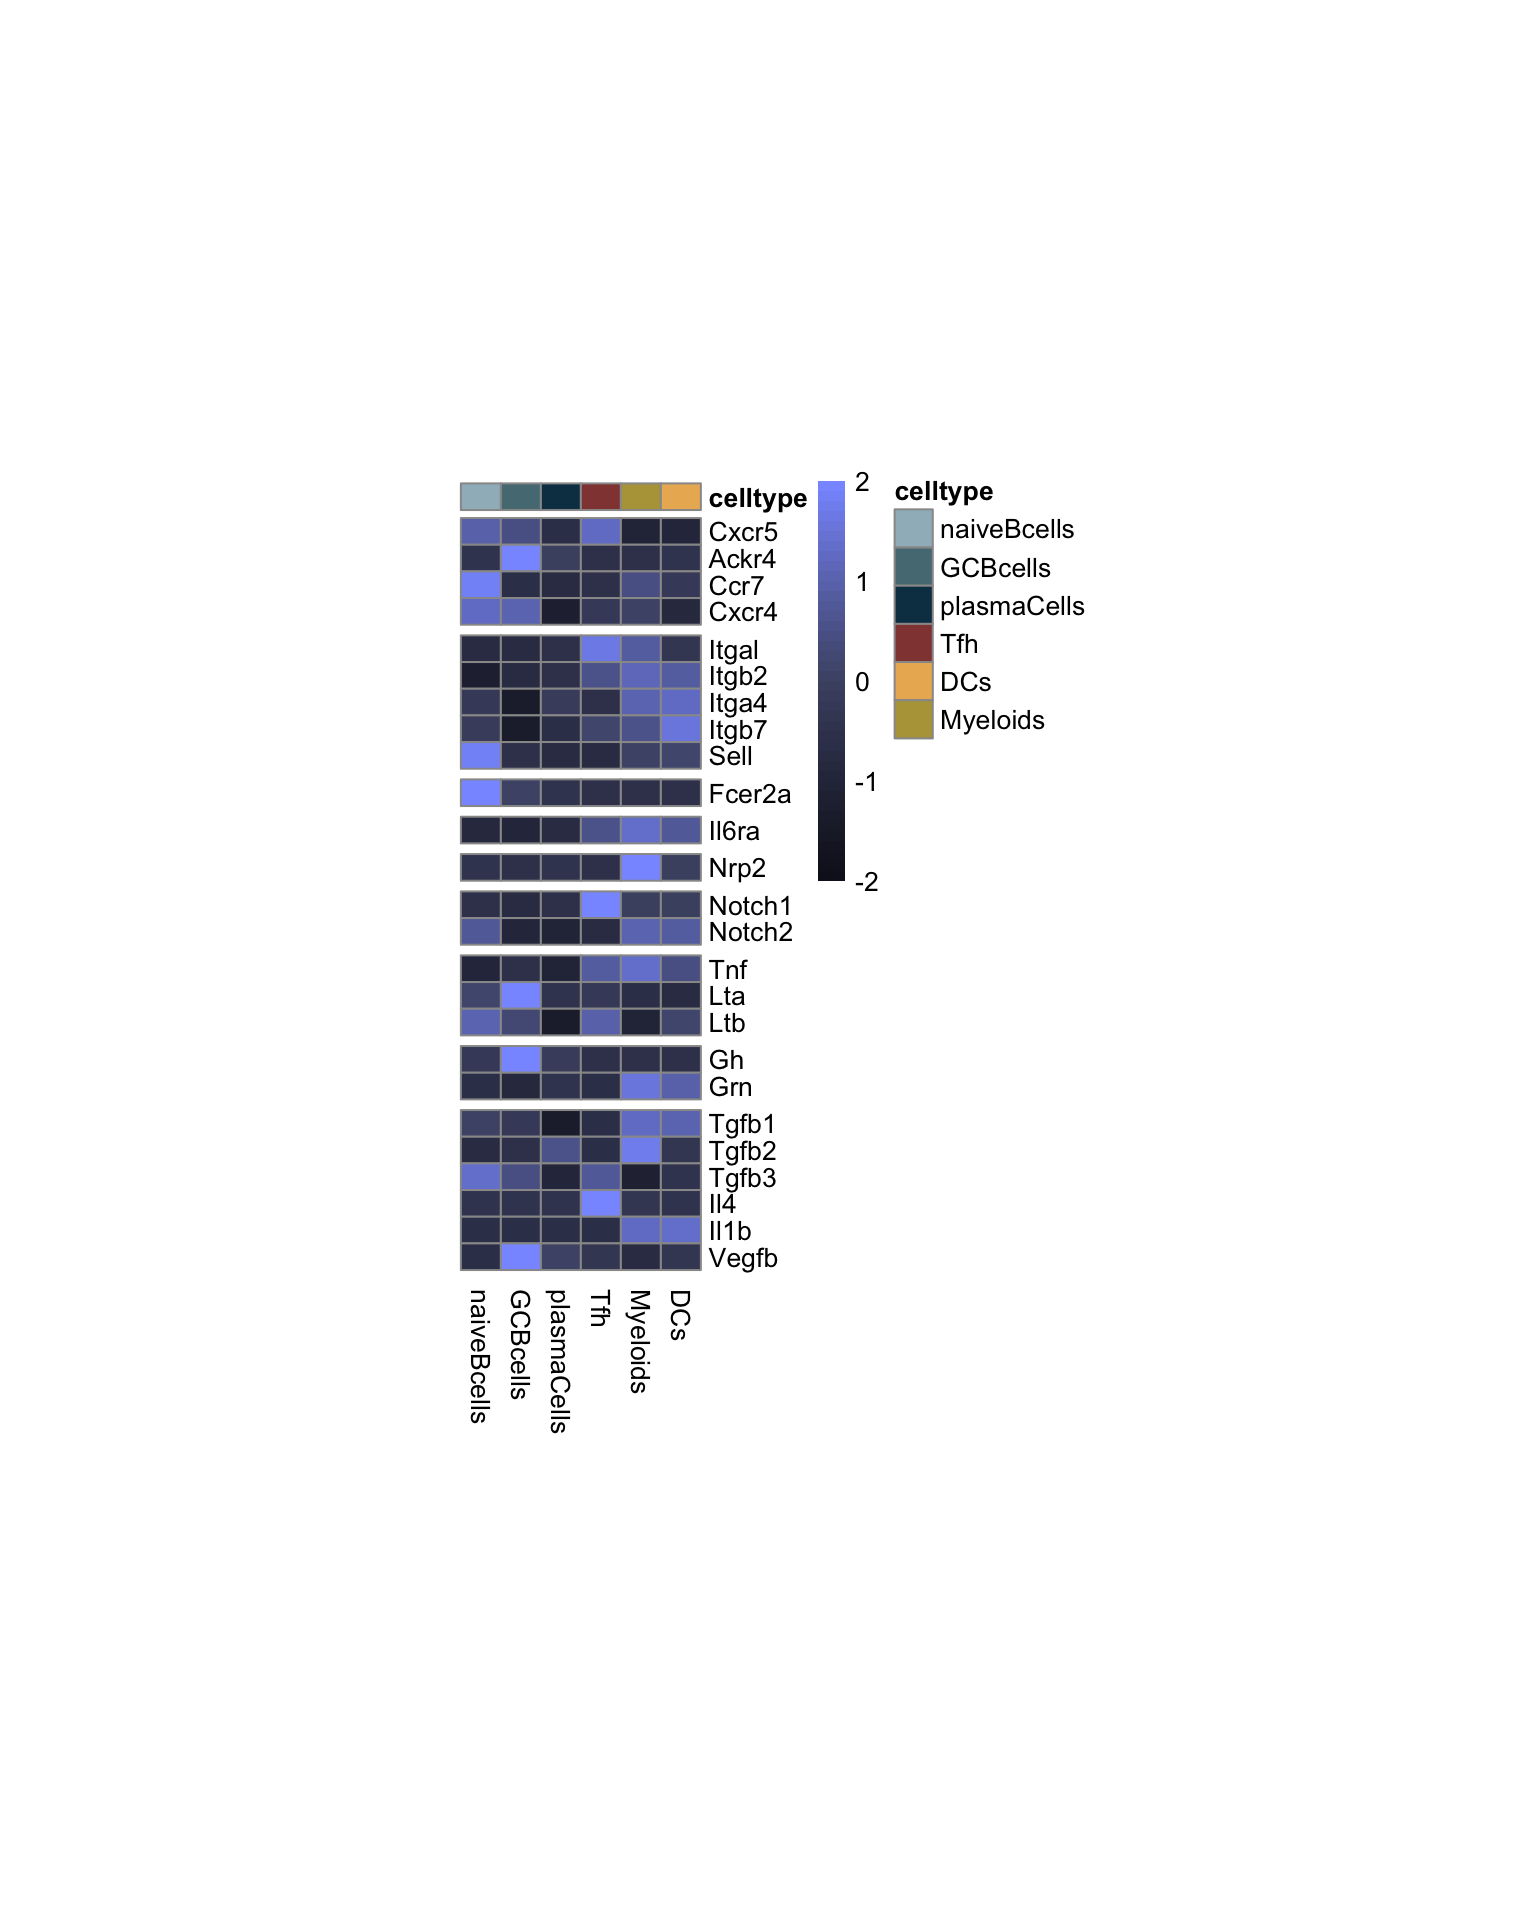 celltype
Cxcr5
Ackr4
Ccr7
Cxcr4
Itgal
Itgb2
Itga4
Itgb7
Sell
Fcer2a
Il6ra
Nrp2
Notch1
Notch2
Tnf
Lta
Ltb
Gh
Grn
Tgfb1
Tgfb2
Tgfb3
Il4
Il1b
Vegfb
naiveBcells
GCBcells
plasmaCells
Tfh
Myeloids
DCs
2
1
0
-1
-2
celltype
naiveBcells
GCBcells
plasmaCells
Tfh
DCs
Myeloids